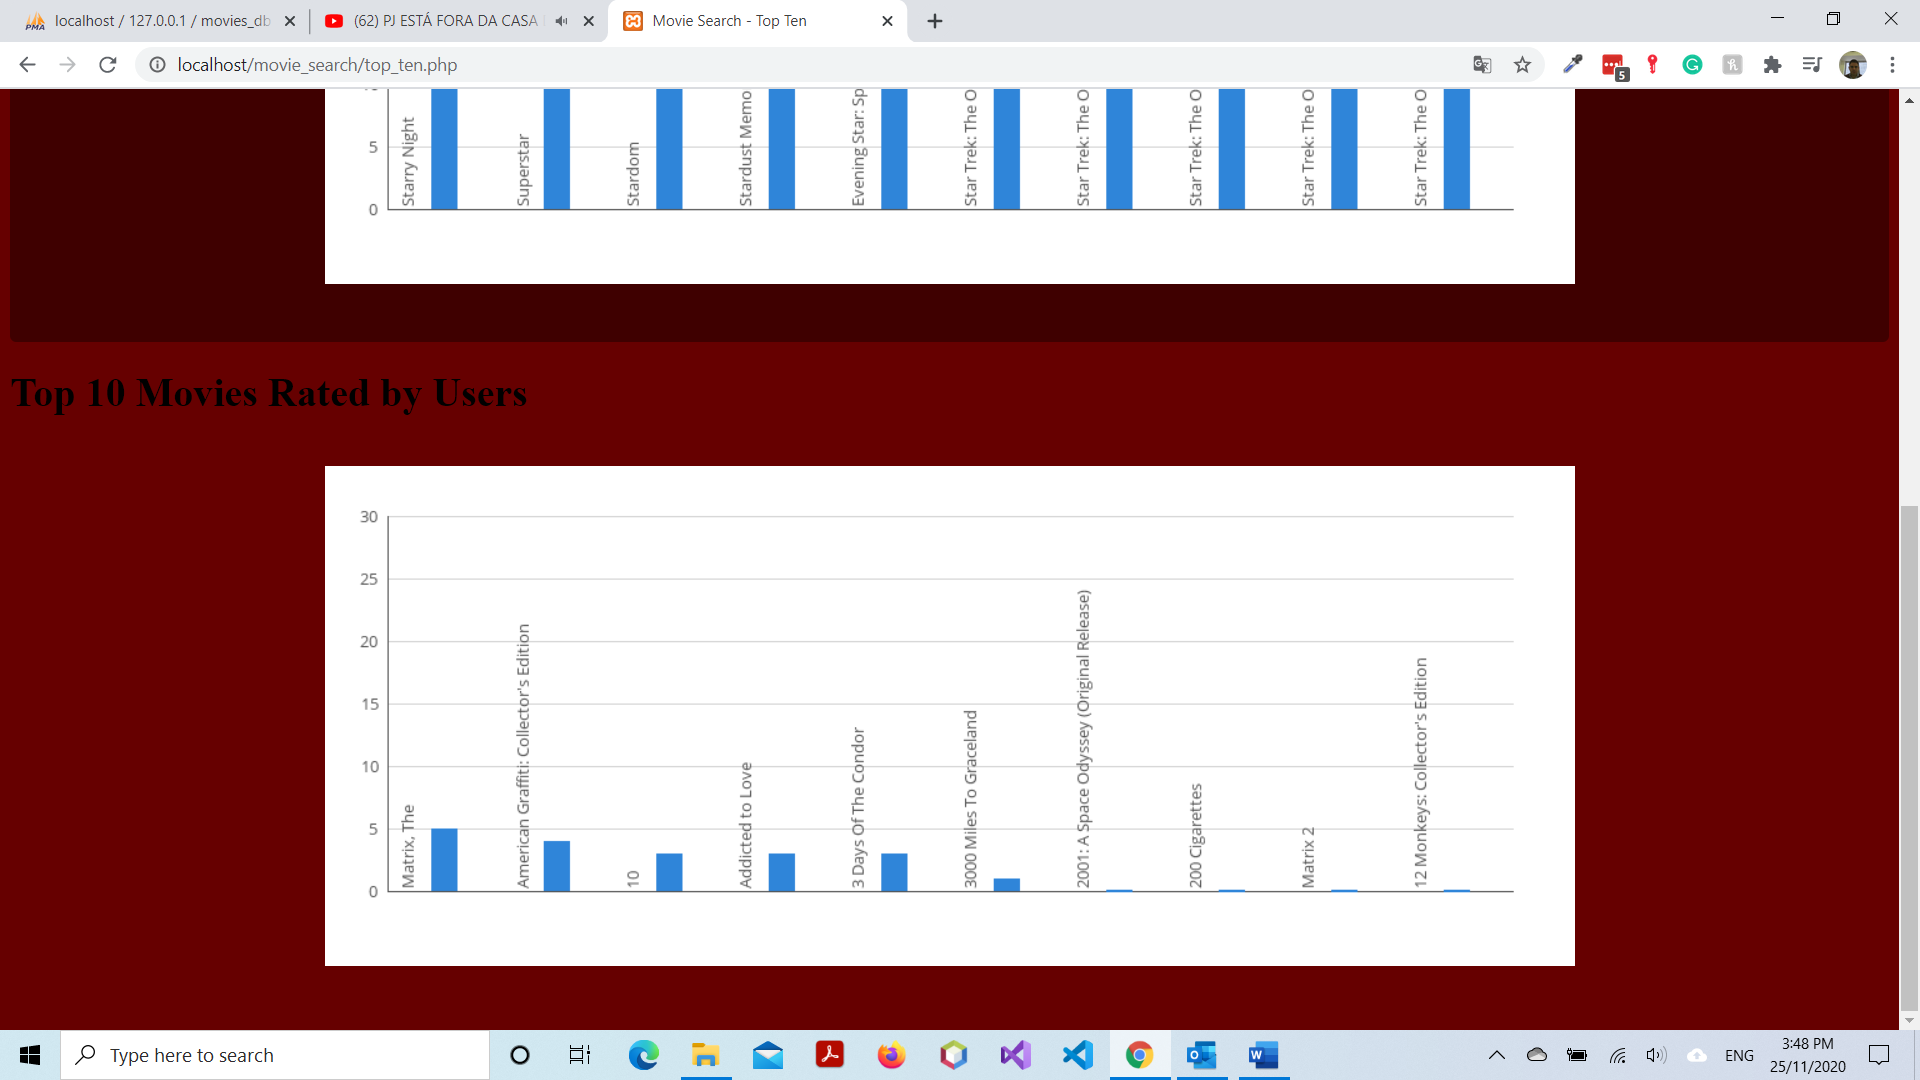 localhost / 127.0.0.1 / movies_db
(62) PJ ESTÁ FORA DA CASA
Movie Search - Top Ten
localhost/movie_search/top_ten.php
5
5
0
Starry Night
Superstar
Stardom
Stardust Memo
Evening Star: Sp
Star Trek: The O
Star Trek: The O
Star Trek: The O
Star Trek: The O
Star Trek: The O
Top 10 Movies Rated by Users
30
25
20
15
10
5
0
Matrix, The
American Graffiti: Collector's Edition
10
Addicted to Love
3 Days Of The Condor
3000 Miles To Graceland
2001: A Space Odyssey (Original Release)
200 Cigarettes
Matrix 2
12 Monkeys: Collector's Edition
Type here to search
ENG
3:48 PM
25/11/2020